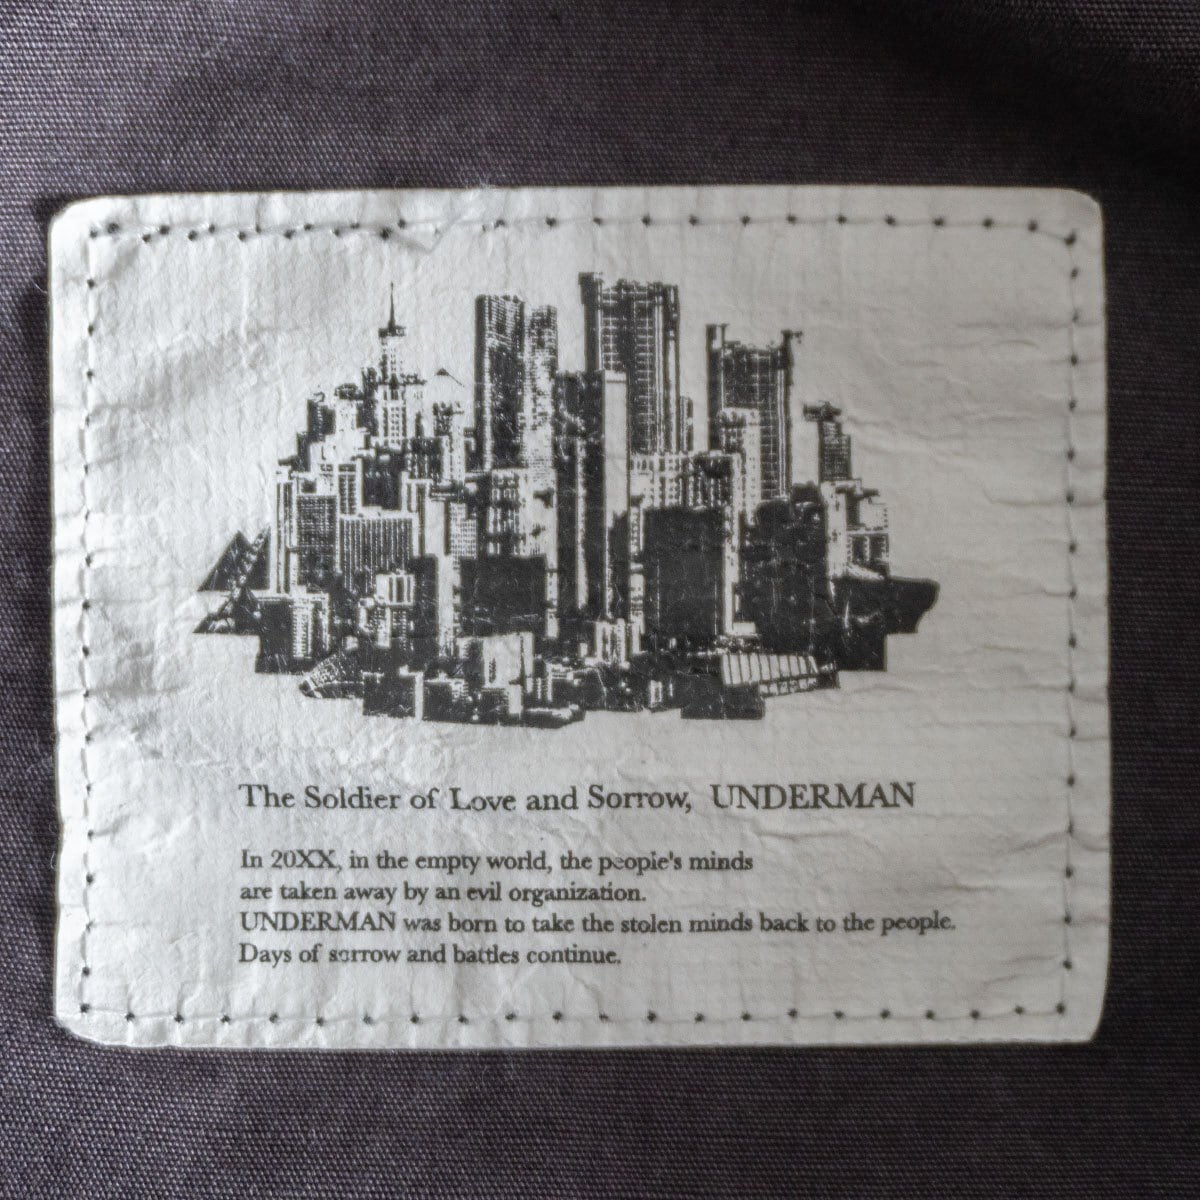 The Soldier of Love and Sorrow, UNDERMAN
In 20XX, in the empty world, the people's minds
are taken away by an evil organization.
UNDERMAN was born to take the stolen minds back to the people.
Days of sorrow and battles continue.